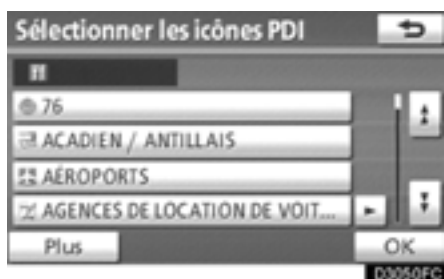 Sélectionner les icônes PDI
76
ACADIEN / ANTILLAIS
AÉROPORTS
AGENCES DE LOCATION DE VOIT...
Plus
OK
D3050FC